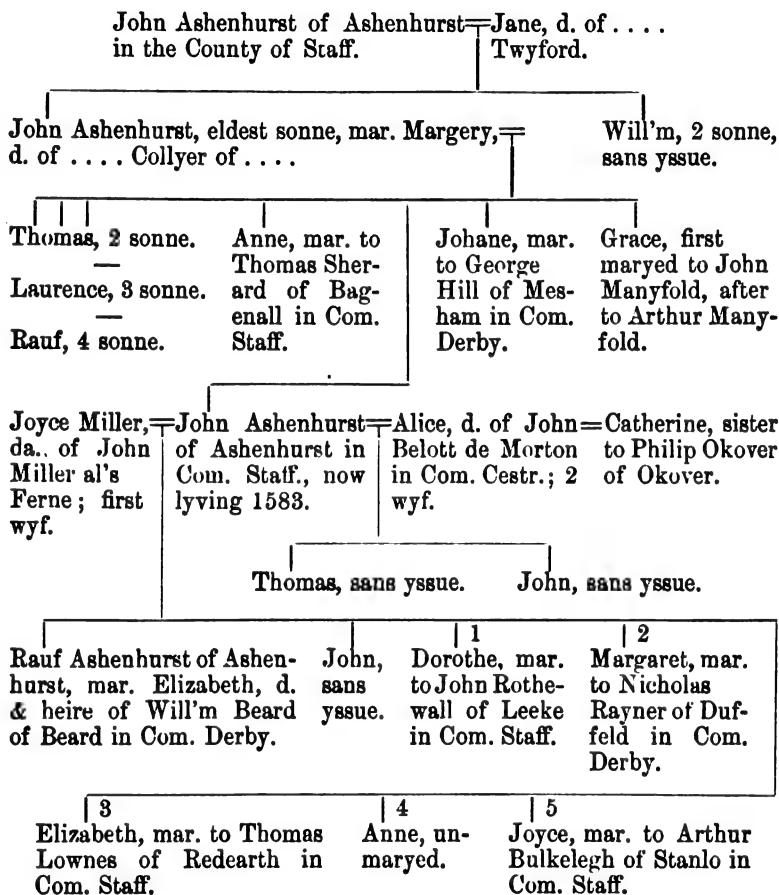 John Ashenhurst of Ashenhurst=Jane, d. of . . . .
in the County of Staff. Twyford.
John Ashenhurst, eldest sonne, mar. Margery,=
d. of . . . . Collyer of . . . .
Will'm, 2 sonne,
sans yssue.
Thomas, 2 sonne.
—
Laurence, 3 sonne.
—
Rauf, 4 sonne.
Anne, mar. to
Thomas Sher-
ard of Bag-
enall in Com.
Staff.
Johane, mar.
to George
Hill of Mes-
ham in Com.
Derby.
Grace, first
maryed to John
Manyfold, after
to Arthur Many-
fold.
Joyce Miller,=
da. of John
Miller al's
Ferne; first
wyf.
John Ashenhurst=
of Ashenhurst in
Com. Staff., now
lyving 1583.
Alice, d. of John=
Belott de Morton
in Com. Cestr.; 2
wyf.
Catherine, sister
to Philip Okover
of Okover.
Thomas, sans yssue. John, sans yssue.
Rauf Ashenhurst of Ashen-
hurst, mar. Elizabeth, d.
& heire of Will'm Beard
of Beard in Com. Derby.
John,
sans
yssue.
1
Dorothe, mar.
to John Rothe-
wall of Leeke
in Com. Staff.
2
Margaret, mar.
to Nicholas
Rayner of Duf-
feld in Com.
Derby.
3
Elizabeth, mar. to Thomas
Lownes of Redearth in
Com. Staff.
4
Anne, un-
maryed.
5
Joyce, mar. to Arthur
Bulkelegh of Stanlo in
Com. Staff.